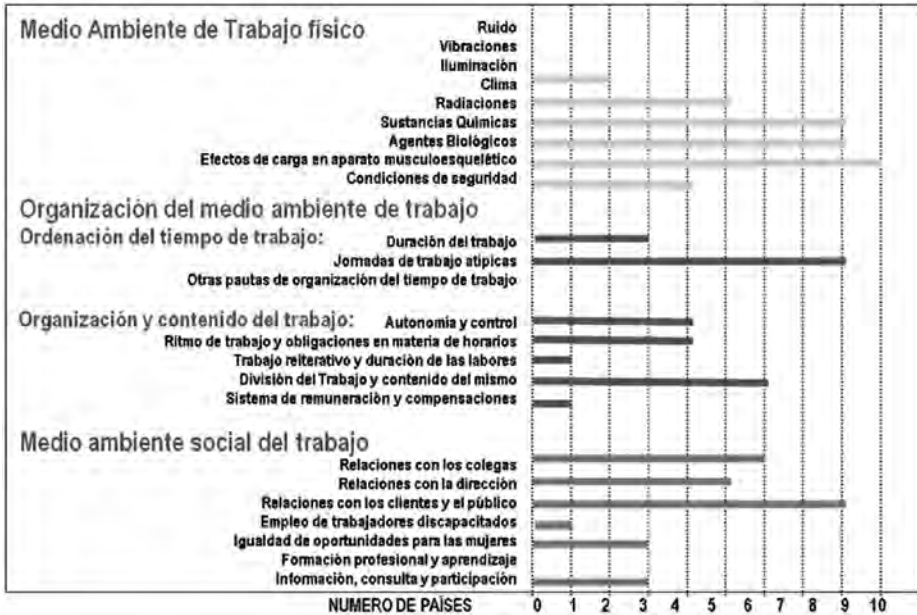 Medio Ambiente de Trabajo físico
Ruido
Vibraciones
Iluminación
Clima
Radiaciones
Sustancias Quimicas
Agentes Biológicos
Efectos de carga en aparato musculoesquelético
Condiciones de seguridad
Organización del medio ambiente de trabajo
Ordenación del tiempo de trabajo:
Duración del trabajo
Jornadas de trabajo atipicas
Otras pautas de organización del tiempo de trabajo
Organización y contenido del trabajo:
Autonomia y control
Ritmo de trabajo y obligaciones en materia de horarios
Trabajo reiterativo y duración de las labores
División del Trabajo y contenido del mismo
Sistema de remuneración y compensaciones
Medio ambiente social del trabajo
Relaciones con los colegas
Relaciones con la dirección
Relaciones con los clientes y el público
Empleo de trabajadores discapacitados
Igualdad de oportunidades para las mujeres
Formación profesional y aprendizaje
Información, consulta y participación
NUMERO DE PAÌSES 0 1 2 3 4 5 6 7 8 9 10